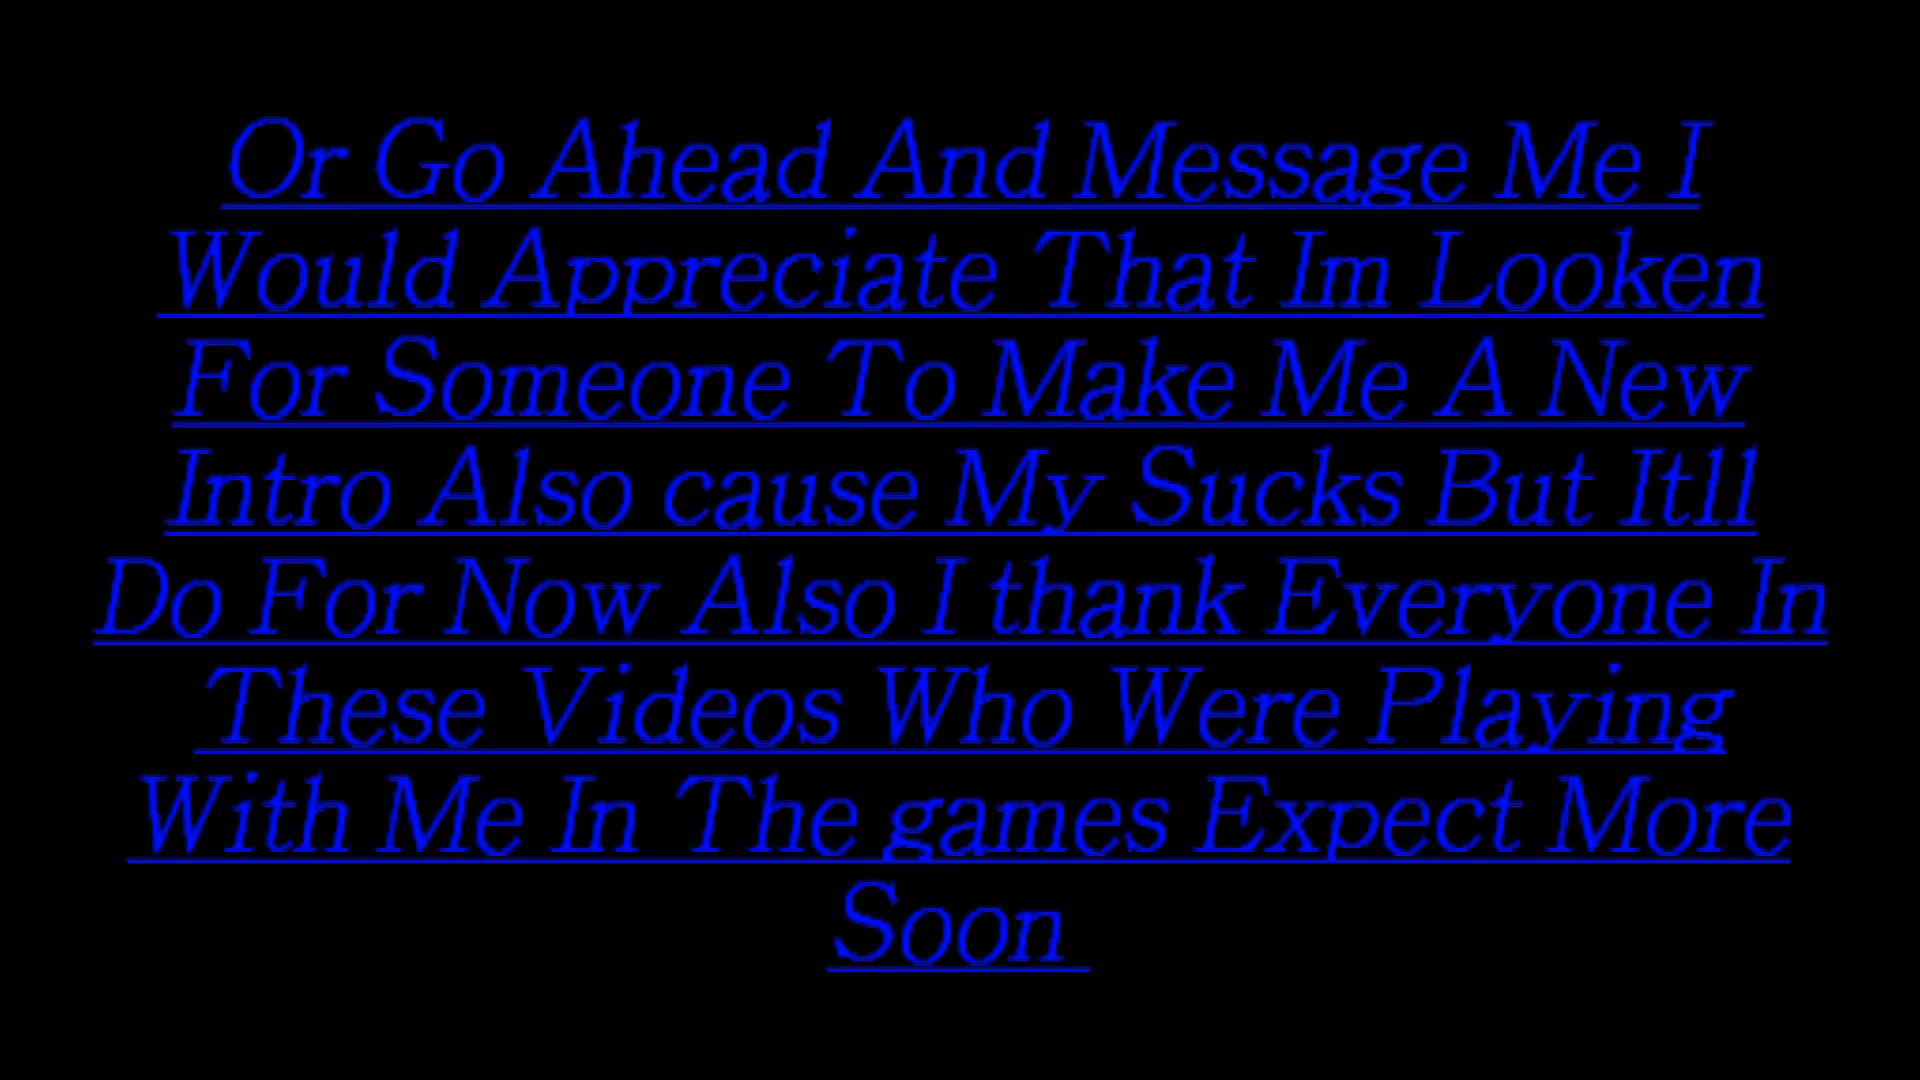 Or Go Ahead And Message Me I
Would Appreciate That Im Looken
For Someone To Make Me A New
Intro Also cause My Sucks But Itll
Do For Now Also I thank Everyone In
These Videos Who Were Playing
With Me In The games Expect More
Soon